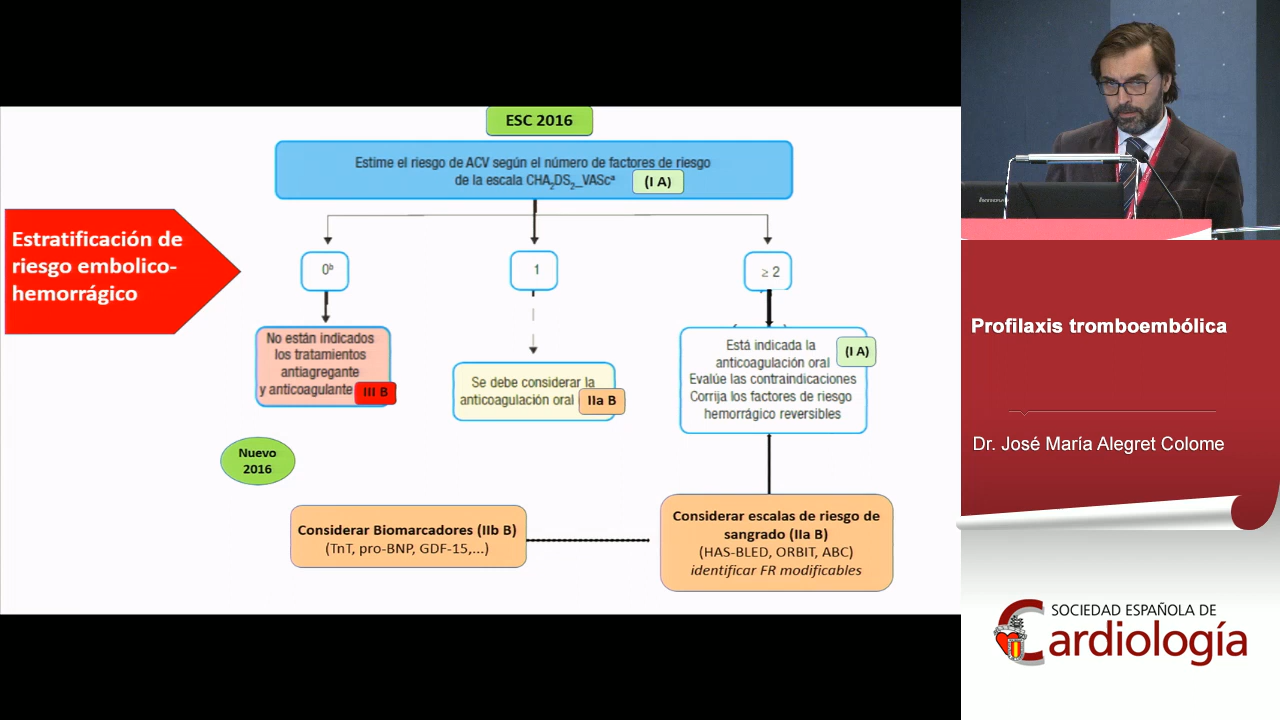 ESC 2016
Estime el riesgo de ACV según el número de factores de riesgo
de la escala CHA₂DS₂_VAScᵃ (I A)
Estratificación de
riesgo embolico-
hemorrágico
0ᵇ
1
≥ 2
No están indicados
los tratamientos
antiagregante
y anticoagulante
III B
Se debe considerar la
anticoagulación oral
IIa B
Está indicada la
anticoagulación oral
(I A)
Evalúe las contraindicaciones
Corrija los factores de riesgo
hemorrágico reversibles
Nuevo
2016
Considerar Biomarcadores (IIb B)
(TnT, pro-BNP, GDF-15,...)
Considerar escalas de riesgo de
sangrado (IIa B)
(HAS-BLED, ORBIT, ABC)
identificar FR modificables
lenovo
Profilaxis tromboembólica
Dr. José María Alegret Colome
SOCIEDAD ESPAÑOLA DE
Cardiología